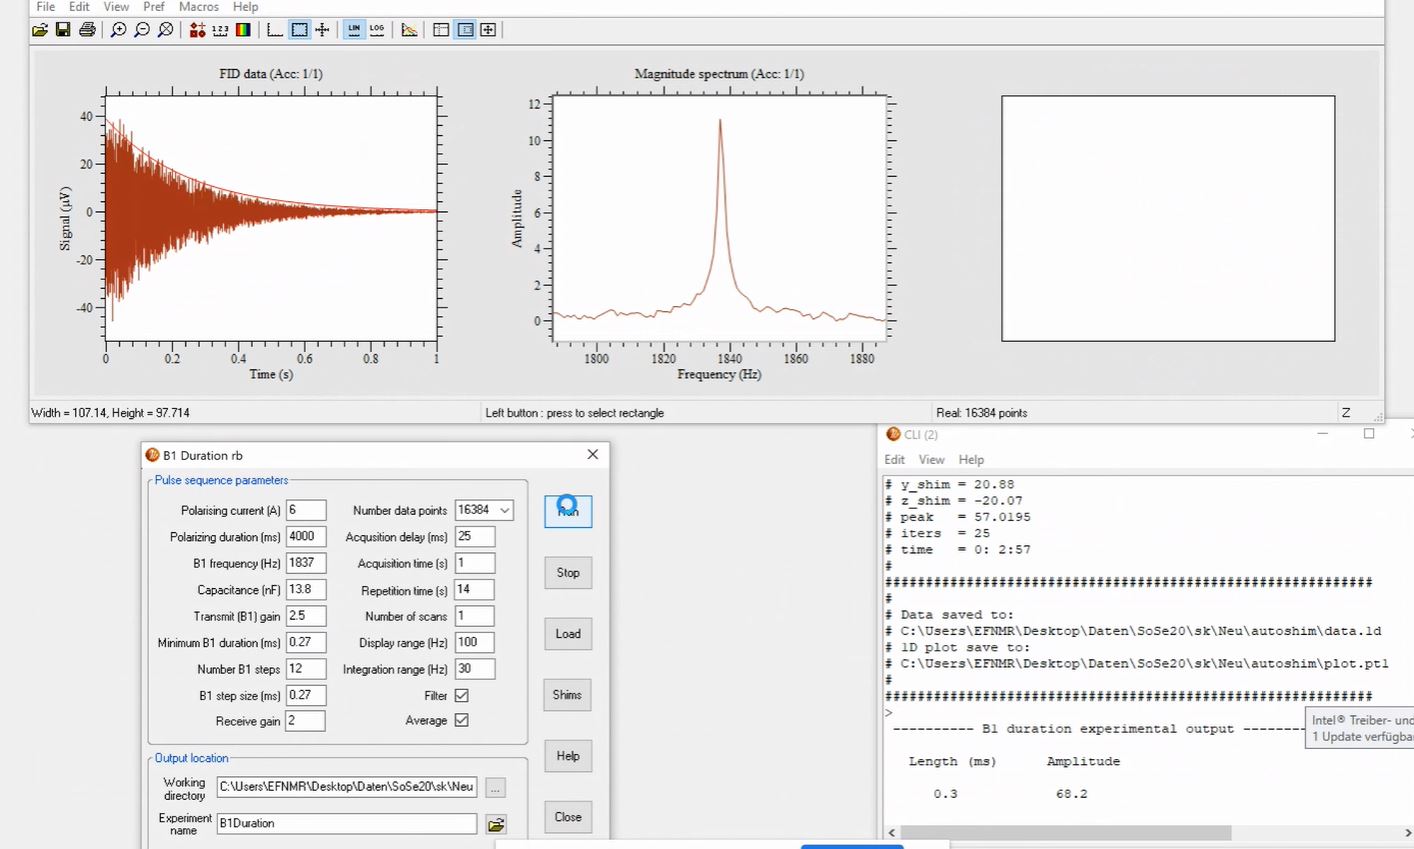 File Edit View Pref Macros Help
1 2 3 LIN LOG
FID data (Acc: 1/1)
40
20
0
-20
-40
Signal (µV)
0 0.2 0.4 0.6 0.8 1
Time (s)
Magnitude spectrum (Acc: 1/1)
12
10
8
6
4
2
0
Amplitude
1800 1820 1840 1860 1880
Frequency (Hz)
Width = 107.14, Height = 97.714
Left button : press to select rectangle
Real: 16384 points
Z
B1 Duration rb
Pulse sequence parameters
Polarising current (A) 6
Number data points 16384
Polarizing duration (ms) 4000
Acqusition delay (ms) 25
B1 frequency (Hz) 1837
Acquisition time (s) 1
Capacitance (nF) 13.8
Repetition time (s) 14
Transmit (B1) gain 2.5
Number of scans 1
Minimum B1 duration (ms) 0.27
Display range (Hz) 100
Number B1 steps 12
Integration range (Hz) 30
B1 step size (ms) 0.27
Filter
Receive gain 2
Average
Run
Stop
Load
Shims
Help
Close
Output location
Working directory C:\Users\EFNMR\Desktop\Daten\SoSe20\sk\Neu ...
Experiment name B1Duration
CLI (2)
Edit View Help
# y_shim = 20.88
# z_shim = -20.07
# peak = 57.0195
# iters = 25
# time = 0: 2:57
#
############################################################
#
# Data saved to:
# C:\Users\EFNMR\Desktop\Daten\SoSe20\sk\Neu\autoshim\data.1d
# 1D plot save to:
# C:\Users\EFNMR\Desktop\Daten\SoSe20\sk\Neu\autoshim\plot.pt1
#
############################################################
>
---------- B1 duration experimental output -------
Length (ms) Amplitude
0.3 68.2
Intel® Treiber- und
1 Update verfügba